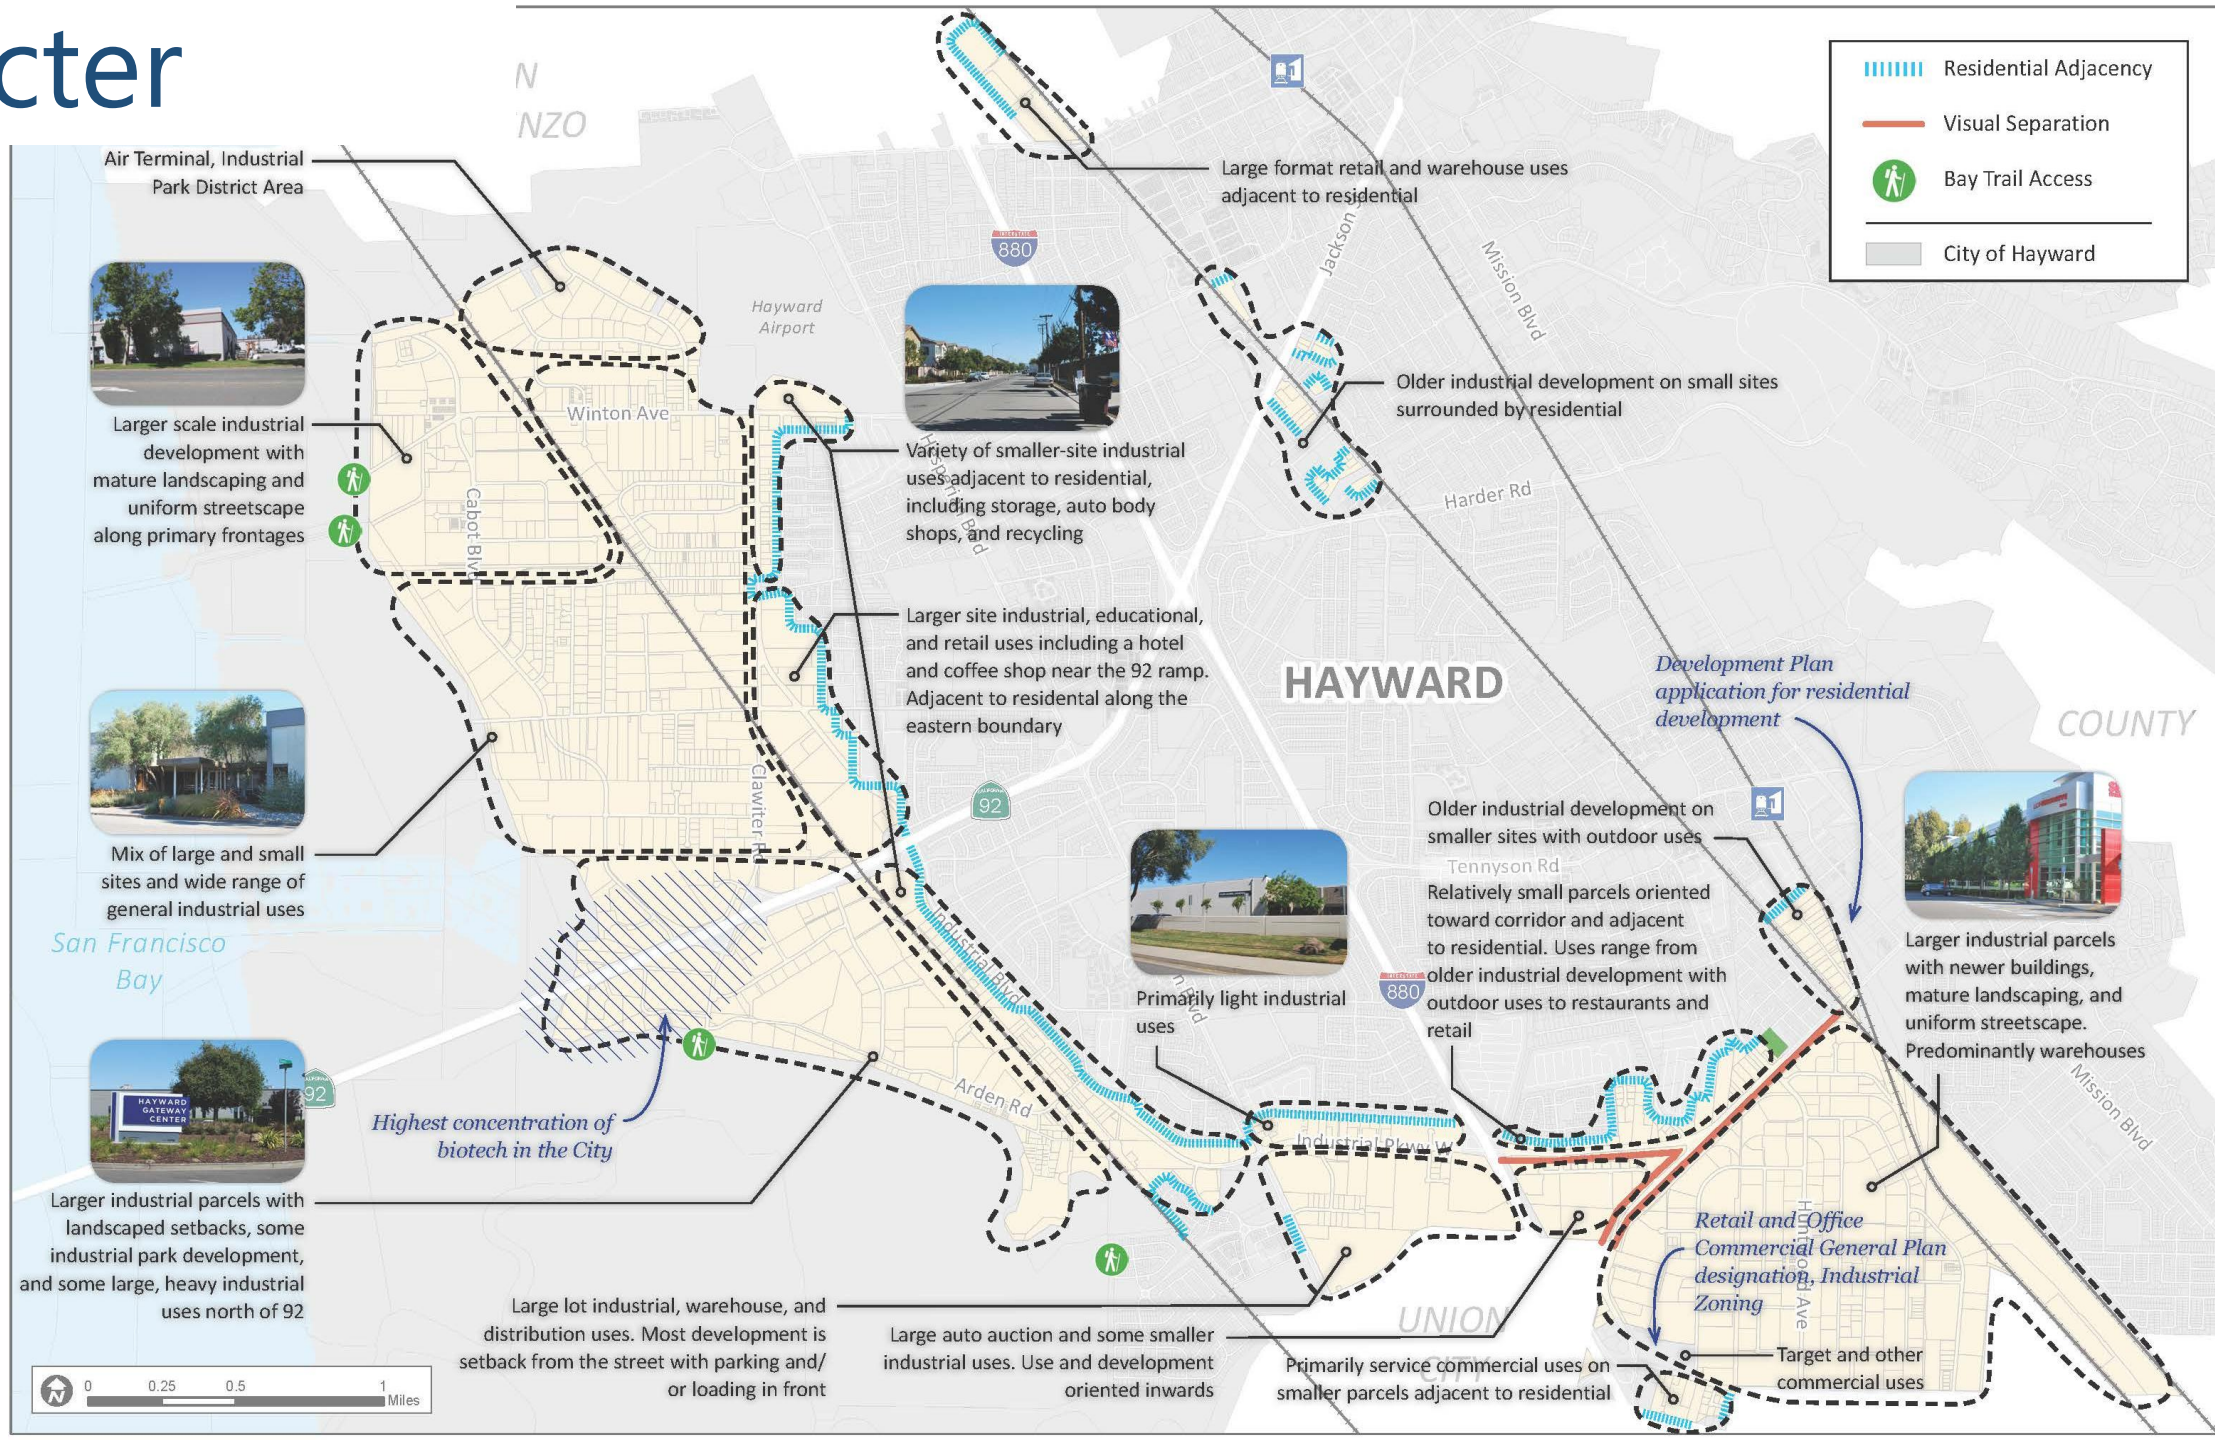 cter
N
NZO
Residential Adjacency
Visual Separation
Bay Trail Access
City of Hayward
Air Terminal, Industrial
Park District Area
Large format retail and warehouse uses
adjacent to residential
880
Jackson S
Mission Blvd
Hayward
Airport
Older industrial development on small sites
surrounded by residential
Winton Ave
Larger scale industrial
development with
mature landscaping and
uniform streetscape
along primary frontages
Cabot Blvd
Variety of smaller-site industrial
uses adjacent to residential,
including storage, auto body
shops, and recycling
Hesperian Blvd
Harder Rd
Larger site industrial, educational,
and retail uses including a hotel
and coffee shop near the 92 ramp.
Adjacent to residental along the
eastern boundary
HAYWARD
Development Plan
application for residential
development
COUNTY
Clawiter Rd
92
Mix of large and small
sites and wide range of
general industrial uses
Older industrial development on
smaller sites with outdoor uses
Tennyson Rd
Relatively small parcels oriented
toward corridor and adjacent
to residential. Uses range from
older industrial development with
outdoor uses to restaurants and
retail
San Francisco
Bay
Industrial Blvd
880
Primarily light industrial
uses
n Blvd
Larger industrial parcels
with newer buildings,
mature landscaping, and
uniform streetscape.
Predominantly warehouses
Mission Blvd
HAYWARD
GATEWAY
CENTER
92
Arden Rd
Highest concentration of
biotech in the City
Industrial Pkwy W
Larger industrial parcels with
landscaped setbacks, some
industrial park development,
and some large, heavy industrial
uses north of 92
Retail and Office
Commercial General Plan
designation, Industrial
Zoning
Huntwood Ave
Large lot industrial, warehouse, and
distribution uses. Most development is
setback from the street with parking and/
or loading in front
Large auto auction and some smaller
industrial uses. Use and development
oriented inwards
UNION
CITY
Primarily service commercial uses on
smaller parcels adjacent to residential
Target and other
commercial uses
N
0 0.25 0.5 1
Miles